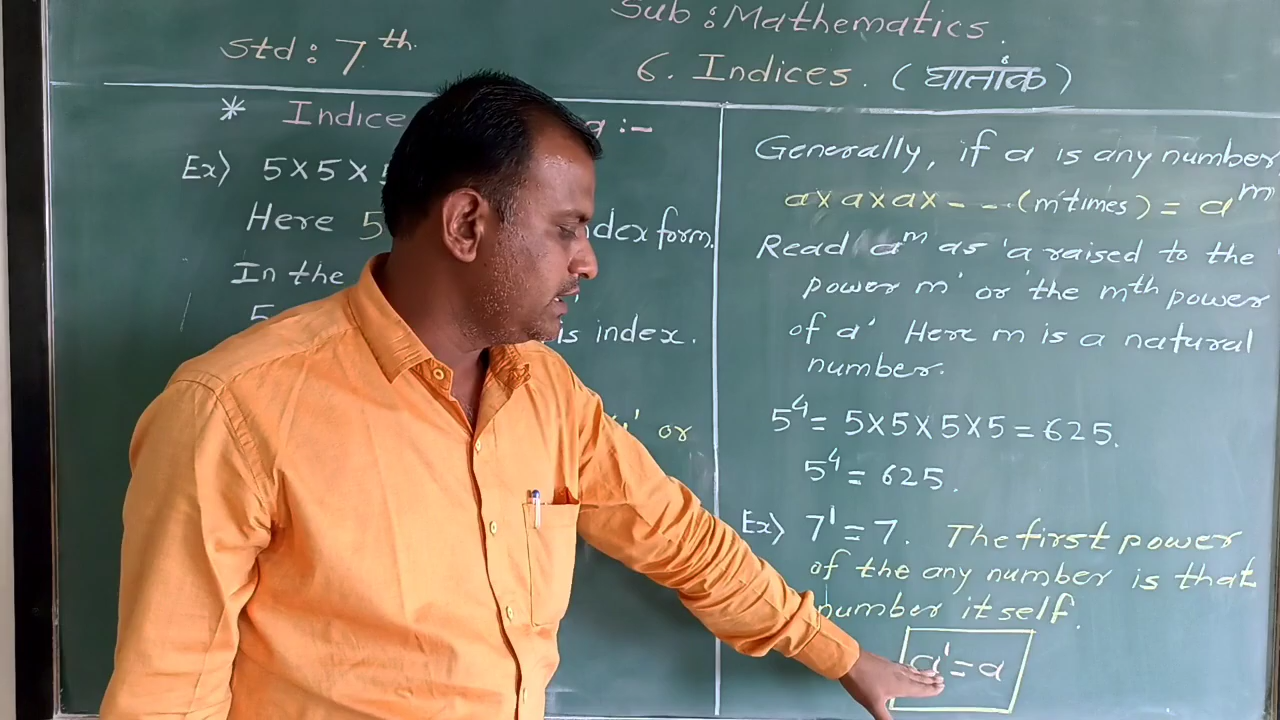 Sub : Mathematics.
Std : 7th.
6. Indices. (घातांक)
* Indice g :-
Ex) 5×5×5
Here 5 ndex form.
In the
5 is index.
or
Generally, if a is any number,
a×a×a×--- (m'times) = a^m
Read a^m as 'a raised to the
power m' or 'the mth power
of a' Here m is a natural
number.
5^4 = 5×5×5×5 = 625.
5^4 = 625.
Ex) 7^1 = 7. The first power
of the any number is that
number itself.
a^1 = a